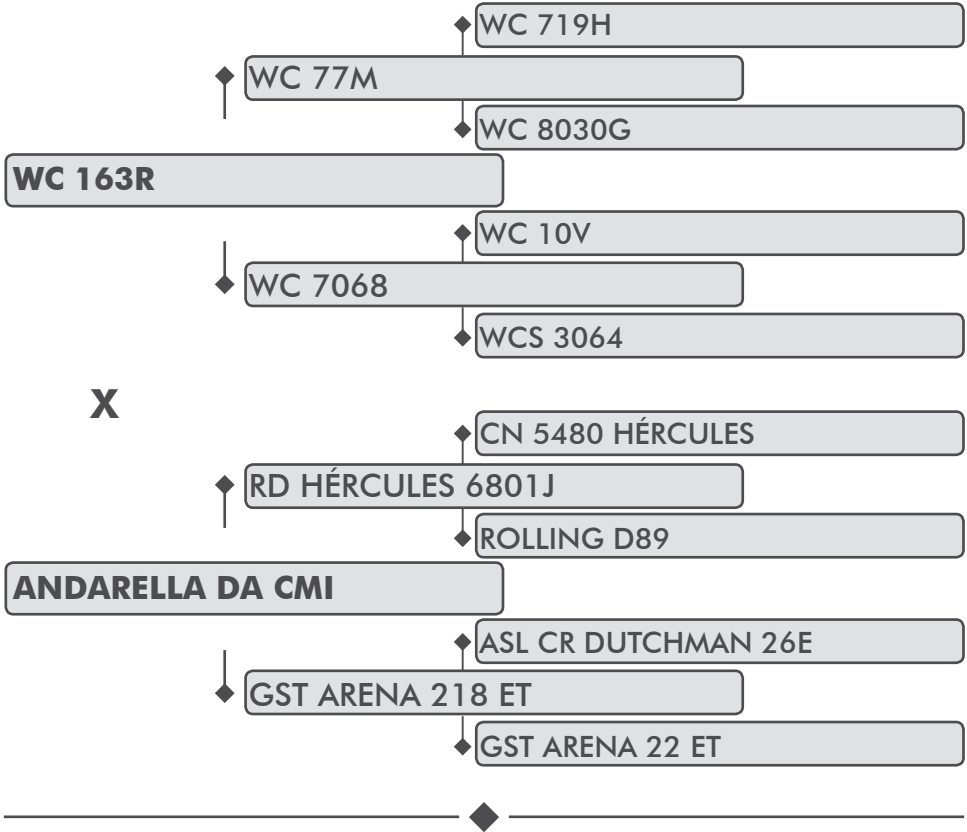 WC 719H
WC 77M
WC 8030G
WC 163R
WC 10V
WC 7068
WCS 3064
X
CN 5480 HÉRCULES
RD HÉRCULES 6801J
ROLLING D89
ANDARELLA DA CMI
ASL CR DUTCHMAN 26E
GST ARENA 218 ET
GST ARENA 22 ET